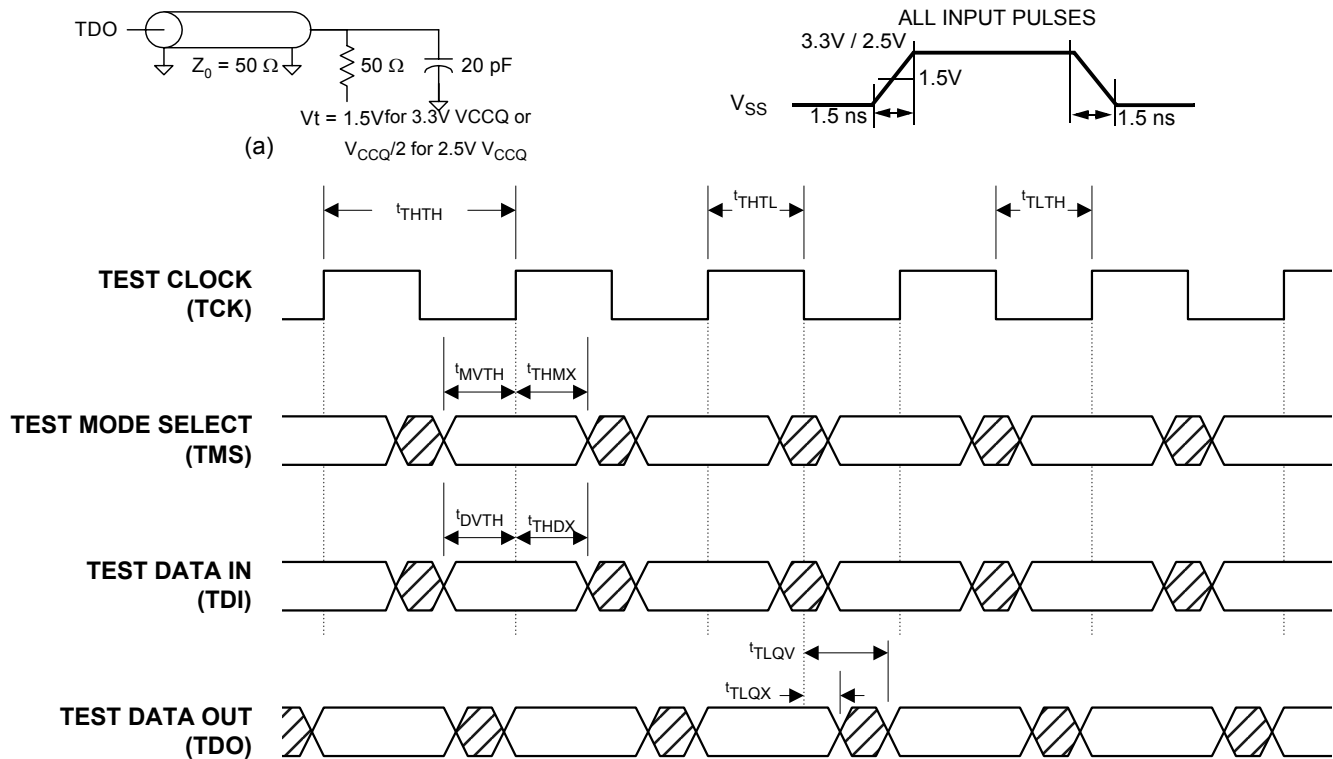 TDO
Z0 = 50 Ω
50 Ω
20 pF
Vt = 1.5V for 3.3V VCCQ or
VCCQ/2 for 2.5V VCCQ
(a)
ALL INPUT PULSES
3.3V / 2.5V
1.5V
VSS
1.5 ns
1.5 ns
tTHTH
tTHTL
tTLTH
TEST CLOCK
(TCK)
tMVTH
tTHMX
TEST MODE SELECT
(TMS)
tDVTH
tTHDX
TEST DATA IN
(TDI)
tTLQV
tTLQX
TEST DATA OUT
(TDO)